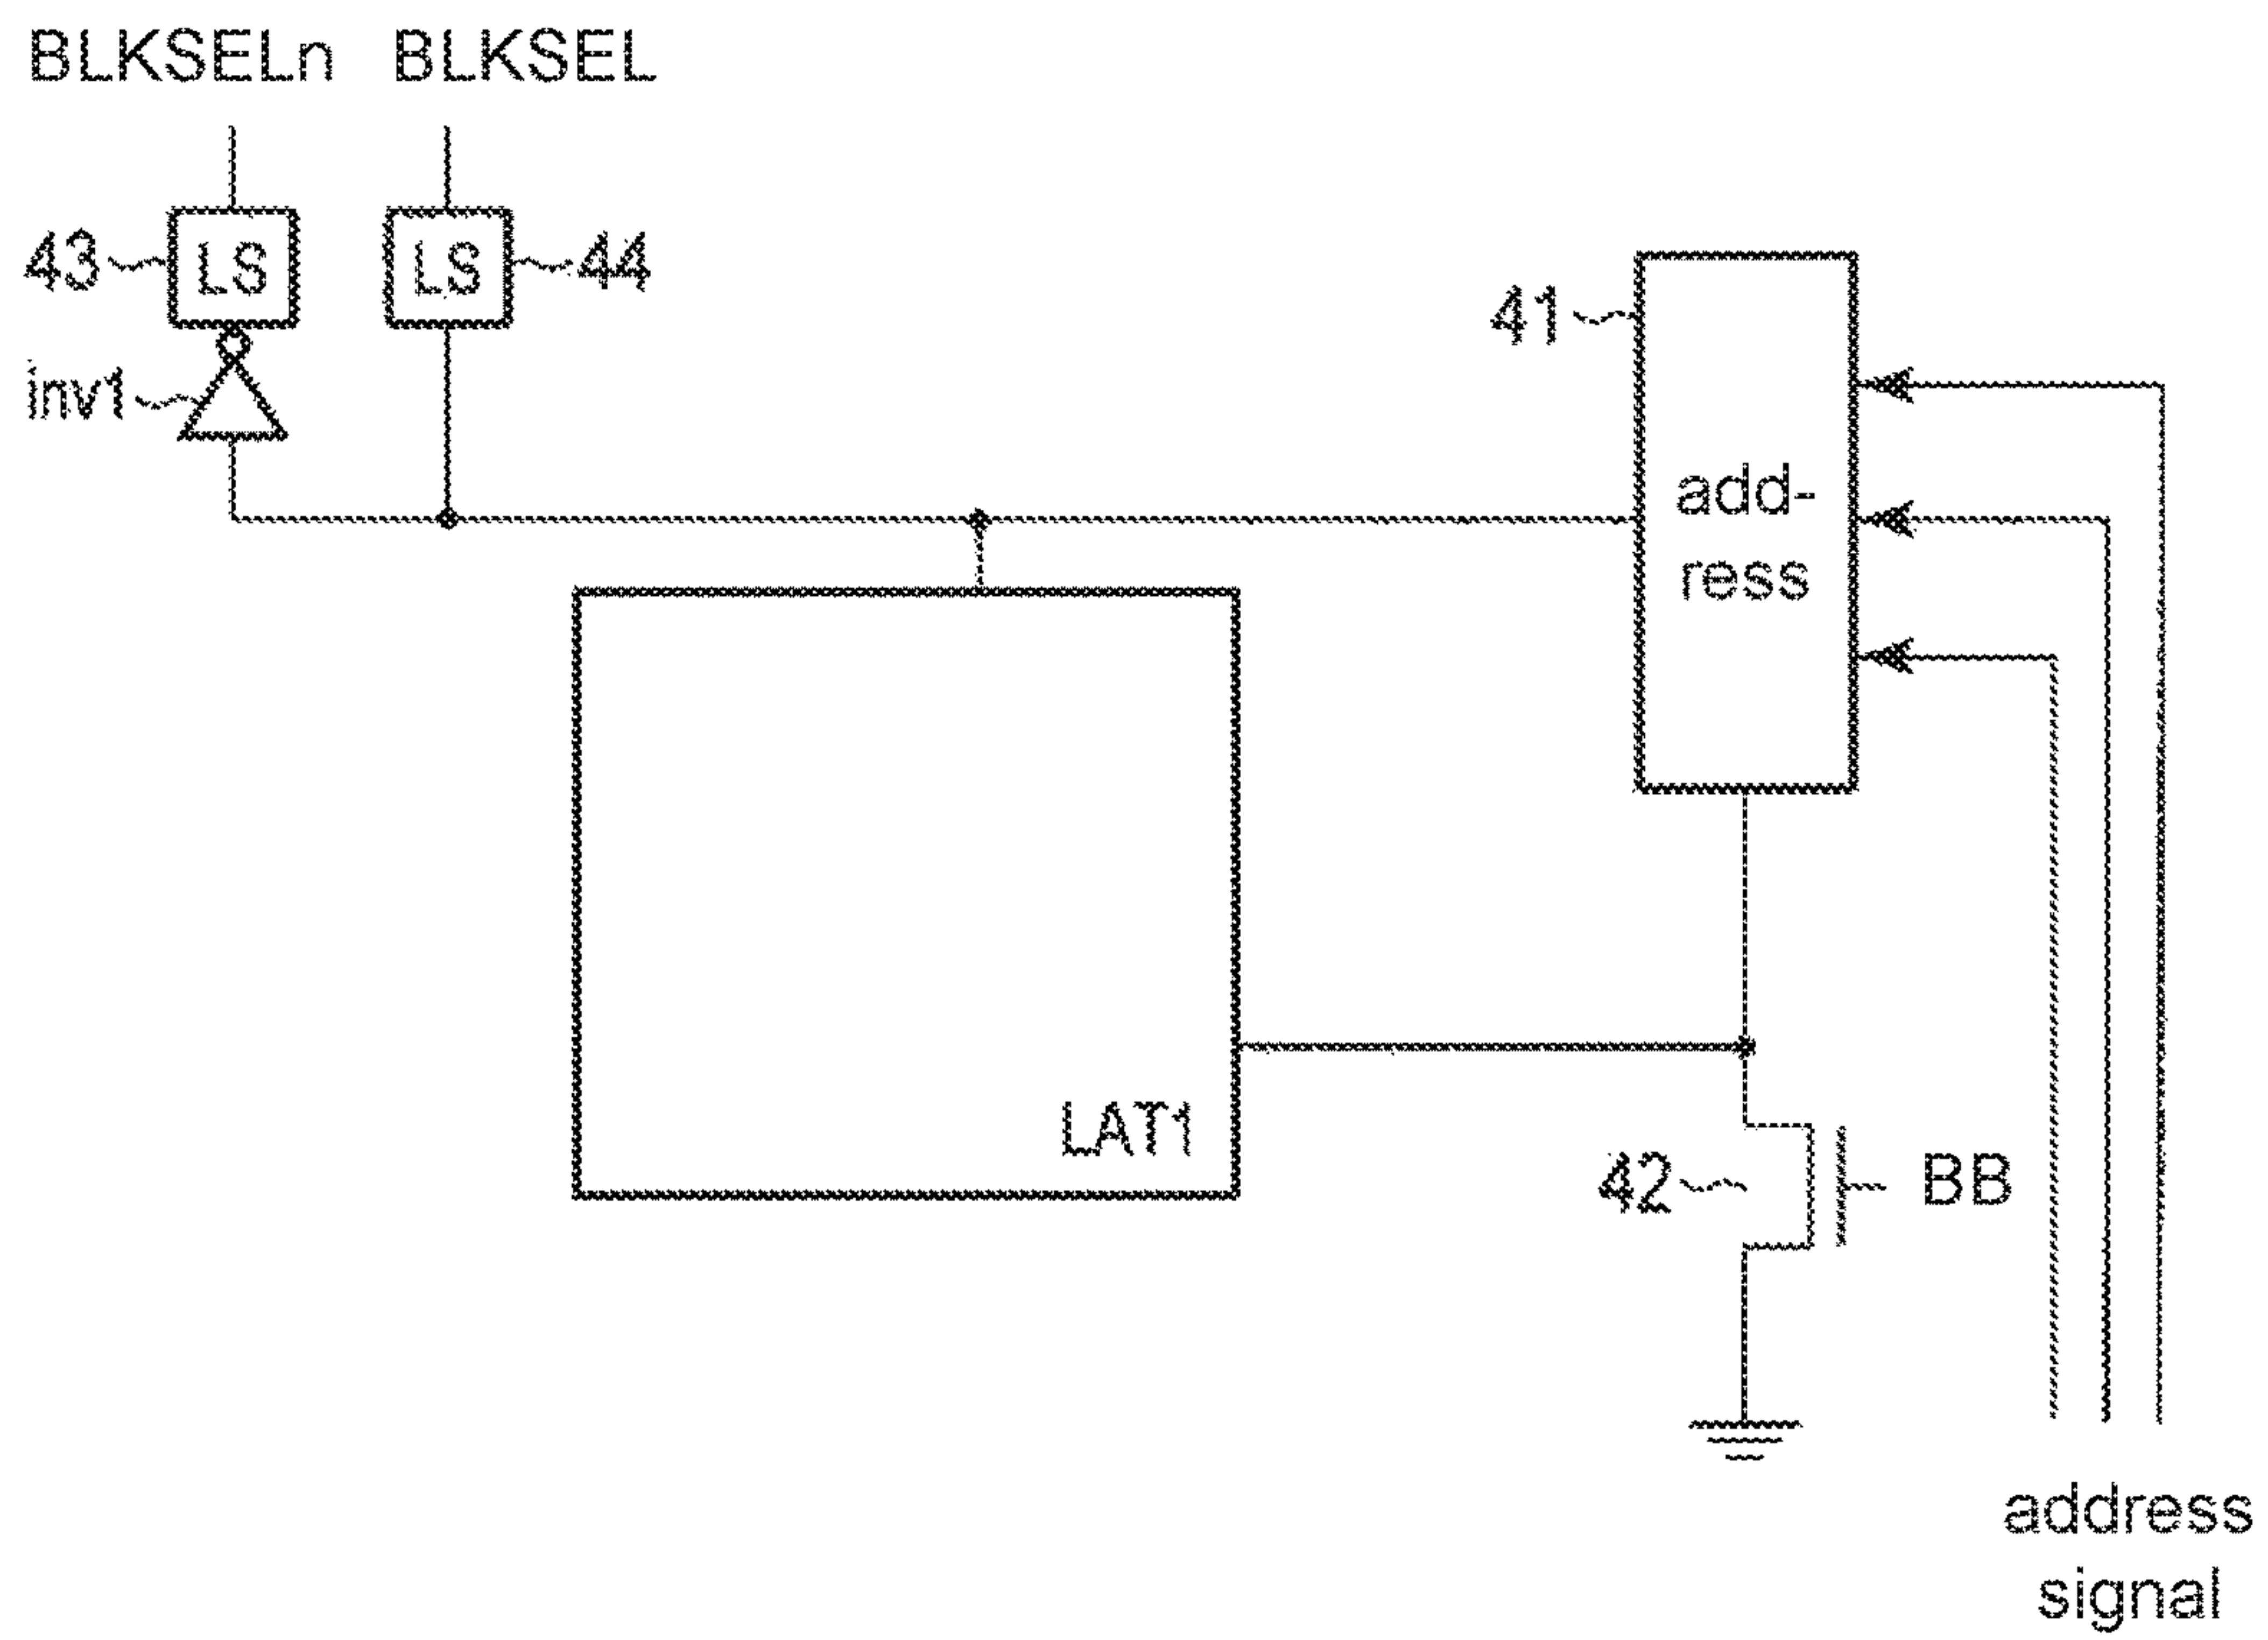 BLKSELn BLKSEL
43 LS LS 44
41
inv1
add-
ress
LAT1
42 BB
address
signal